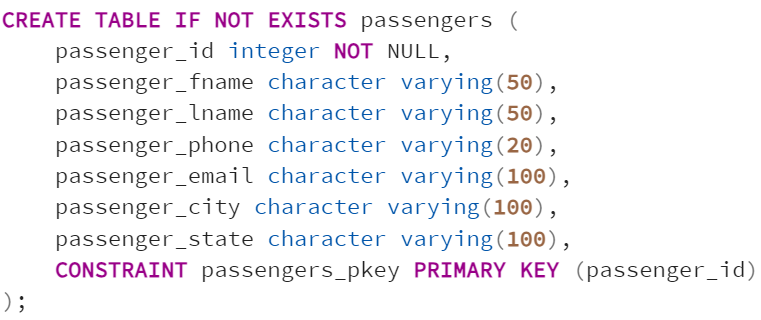 CREATE TABLE IF NOT EXISTS passengers (
    passenger_id integer NOT NULL,
    passenger_fname character varying(50),
    passenger_lname character varying(50),
    passenger_phone character varying(20),
    passenger_email character varying(100),
    passenger_city character varying(100),
    passenger_state character varying(100),
    CONSTRAINT passengers_pkey PRIMARY KEY (passenger_id)
);